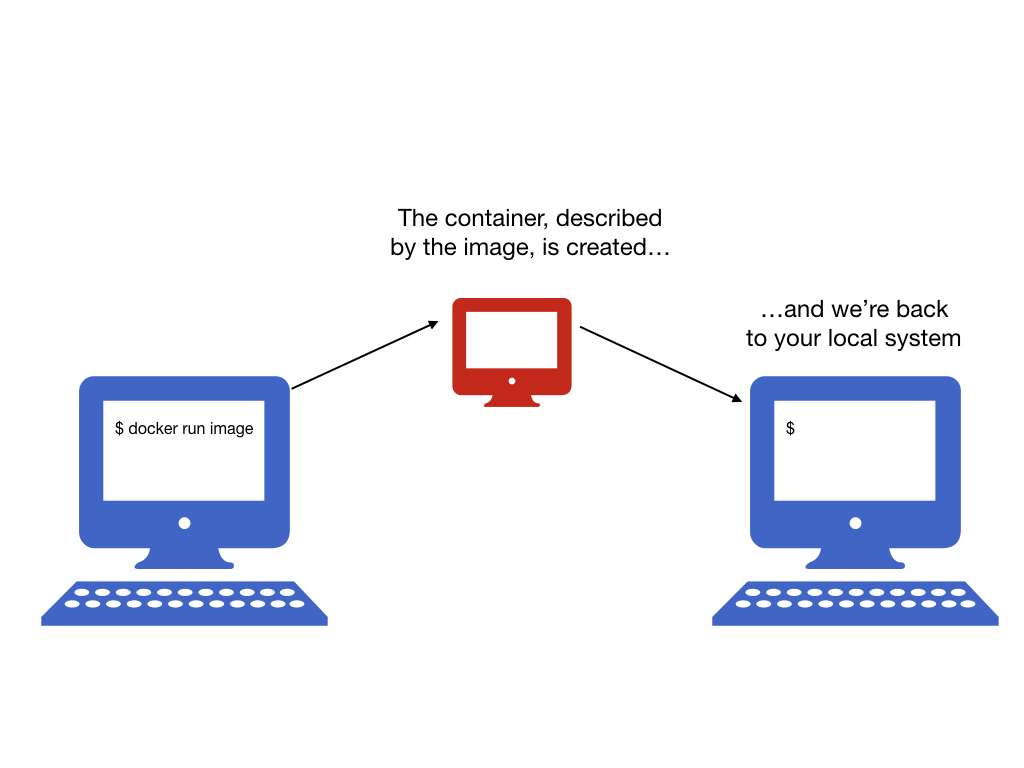 The container, described
by the image, is created…
…and we’re back
to your local system
$ docker run image
$